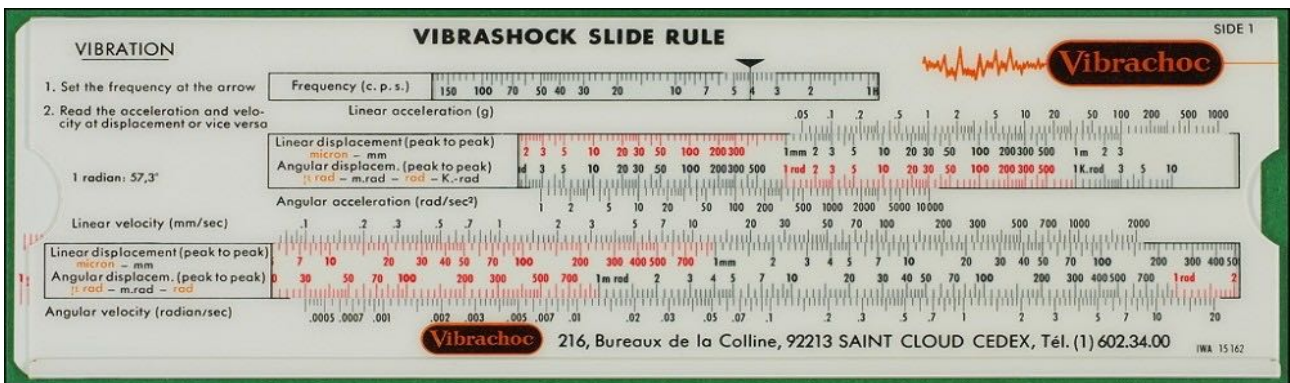 VIBRASHOCK SLIDE RULE
SIDE 1
VIBRATION
Vibrachoc
1. Set the frequency at the arrow
Frequency (c.p.s.)
150 100 70 50 40 30 20 10 7 5 4 3 2 1H
2. Read the acceleration and velo-
city at displacement or vice versa
Linear acceleration (g)
.05 .1 .2 .5 1 2 5 10 20 50 100 200 500 1000
Linear displacement (peak to peak)
micron – mm
2 3 5 10 20 30 50 100 200 300 1mm 2 3 5 10 20 30 50 100 200 300 500 1m 2 3
Angular displacem. (peak to peak)
µ rad – m.rad – rad – K.-rad
2 3 5 10 20 30 50 100 200 300 500 1 rad 2 3 5 10 20 30 50 100 200 300 500 1K.rad 3 5 10
1 radian: 57,3°
Angular acceleration (rad/sec²)
1 2 5 10 20 50 100 200 500 1000 2000 5000 10000
Linear velocity (mm/sec)
.1 .2 .3 .5 .7 1 2 3 5 7 10 20 30 50 70 100 200 300 500 700 1000 2000
Linear displacement (peak to peak)
micron – mm
7 10 20 30 40 50 70 100 200 300 400 500 700 1mm 2 3 4 5 7 10 20 30 40 50 70 100 200 300 400 50
Angular displacem. (peak to peak)
µ rad – m.rad – rad
30 50 70 100 200 300 500 700 1m rad 2 3 4 5 7 10 20 30 40 50 70 100 200 300 400 500 700 1rad 2
Angular velocity (radian/sec)
.0005 .0007 .001 .002 .003 .005 .007 .01 .02 .03 .05 .07 .1 .2 .3 .5 .7 1 2 3 5 7 10 20
Vibrachoc
216, Bureaux de la Colline, 92213 SAINT CLOUD CEDEX, Tél. (1) 602.34.00
IWA 15162